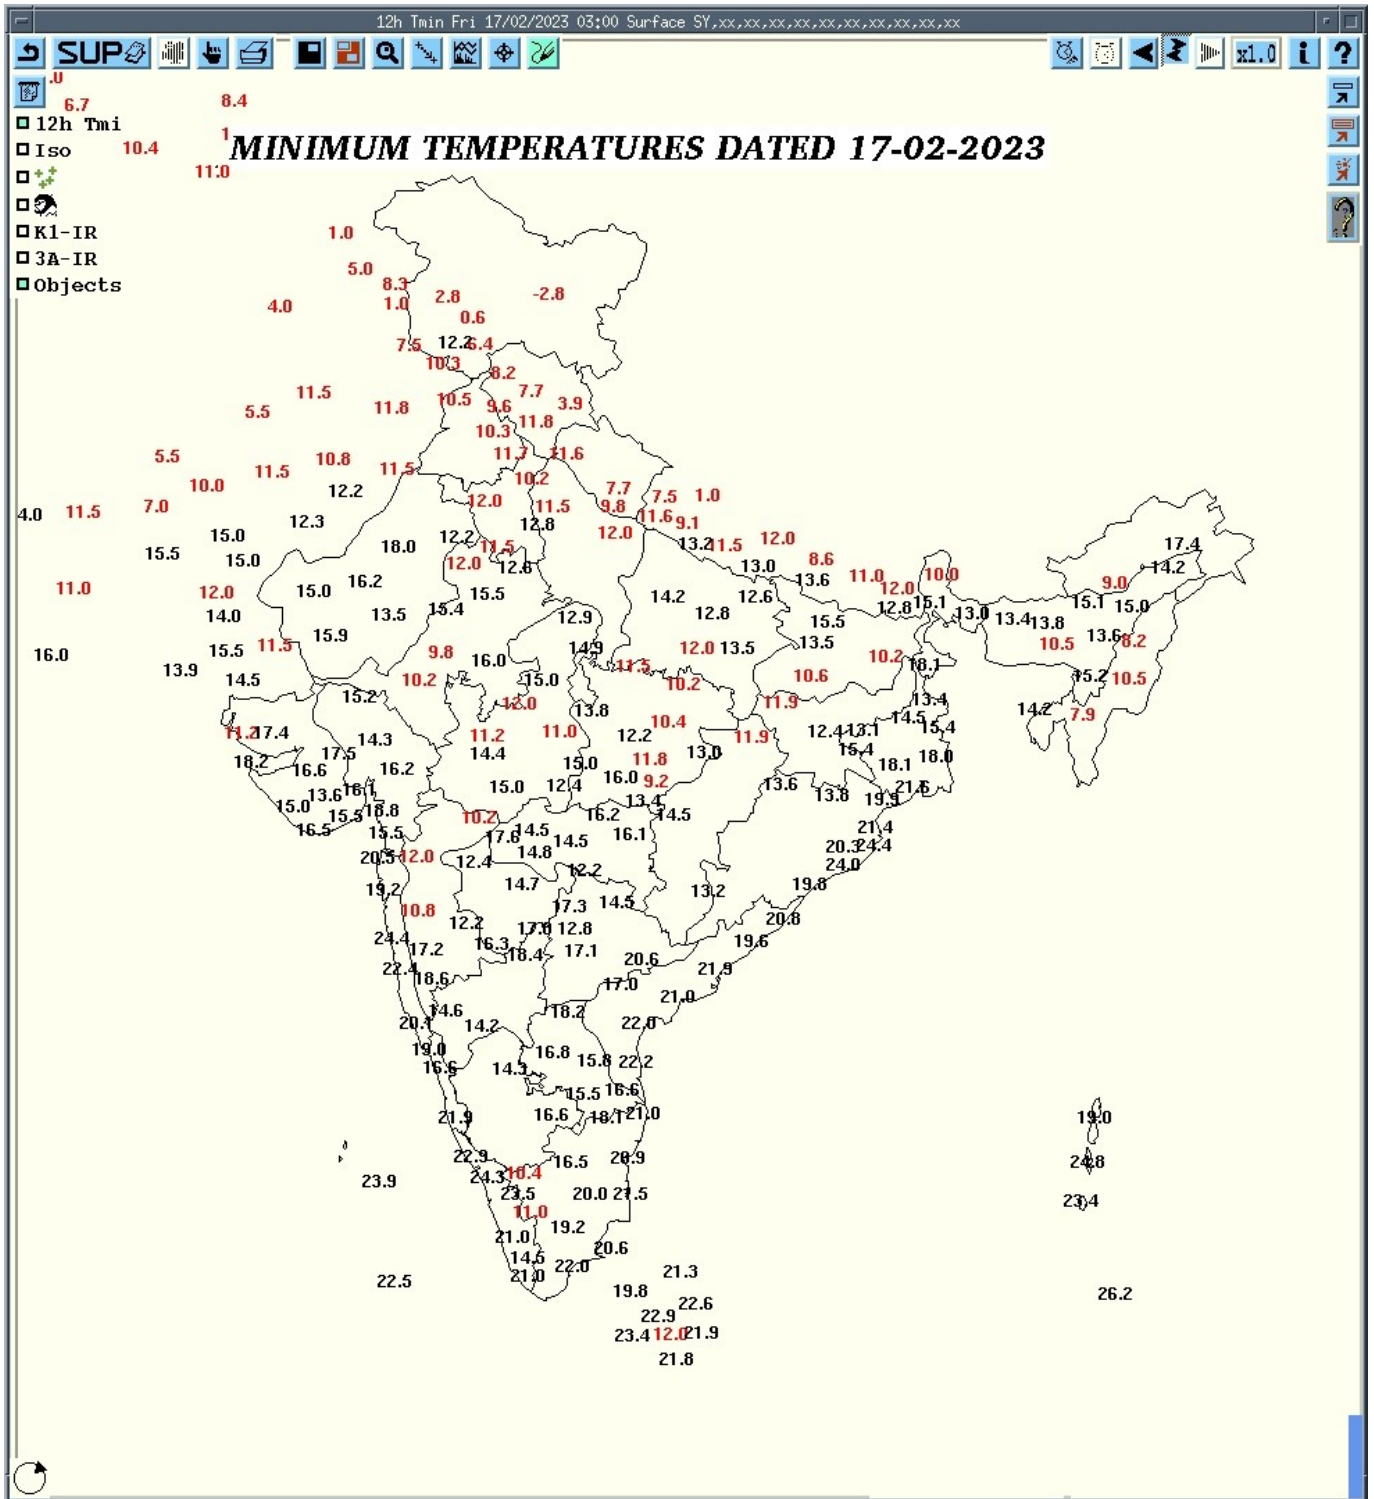 12h Tmin Fri 17/02/2023 03:00 Surface SY,xx,xx,xx,xx,xx,xx,xx,xx,xx,xx
SUP x1.0 i ?
.0
6.7 8.4
12h Tmi
Iso 10.4 1 MINIMUM TEMPERATURES DATED 17-02-2023
11.0
K1-IR 1.0
3A-IR 5.0
Objects 8.3 2.8 -2.8
4.0 1.0 0.6
7.5 12.2 6.4
10.3 8.2
11.5 10.5 7.7
5.5 11.8 9.6 3.9
10.3 11.8
5.5 11.5 10.8 11.5 11.7 11.6
10.0 12.2 10.2 7.7 7.5 1.0
4.0 11.5 7.0 12.3 12.0 11.5 9.8 11.6 9.1
15.0 12.2 12.8 12.0 12.0
15.5 15.0 18.0 11.5 13.2 11.5 8.6 17.4
12.0 13.0 14.2
11.0 12.0 15.0 16.2 15.5 14.2 12.6 13.6 11.0 12.0 10.0 9.0
14.0 13.5 15.4 12.9 12.8 15.5 12.8 15.1 13.0 13.4 13.8 15.1 15.0
16.0 15.5 11.5 15.9 9.8 14.9 12.0 13.5 13.5 10.2 10.5 13.6 8.2
13.9 14.5 10.2 16.0 15.0 11.5 10.2 10.6 18.1 15.2 10.5
15.2 12.0 13.8 11.9 13.4 14.2 7.9
11.2 17.4 14.3 11.2 11.0 12.2 10.4 11.9 12.4 13.1 14.5 15.4
18.2 16.6 17.5 16.2 14.4 15.0 11.8 13.0 15.4 18.1 18.0
15.0 13.6 16.1 15.0 12.4 16.0 9.2 13.6 13.8 19.9 21.6
16.5 15.5 18.8 10.2 16.2 13.4 14.5
15.5 17.6 14.5 14.5 16.1 21.4
20.5 12.0 12.4 14.8 12.2 20.3 24.4
24.0
19.2 14.7 14.5 13.2 19.8
10.8 12.2 17.3 20.8
24.4 17.2 16.3 17.0 12.8 19.6
22.4 18.6 18.4 17.1 20.6 21.9
17.0 21.0
14.6 18.2
20.1 14.2 22.0
19.0 16.8
16.6 14.3 15.8 22.2
15.5 16.6
21.9 16.6 18.1 21.0 19.0
22.9 16.5 24.8
24.3 10.4
23.9 23.5 20.0 23.4
11.0 19.2
21.0 20.6
14.5 22.0
22.5 21.0 21.3
19.8 22.6 26.2
22.9
23.4 12.0 21.9
21.8